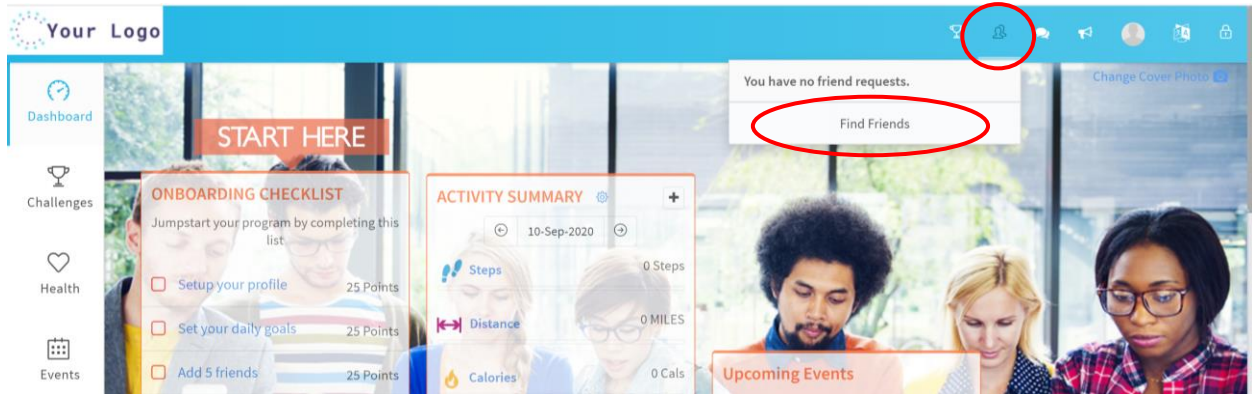 Your Logo
You have no friend requests.
Find Friends
Change Cover Photo
Dashboard
Challenges
Health
Events
START HERE
ONBOARDING CHECKLIST
Jumpstart your program by completing this
list
Setup your profile 25 Points
Set your daily goals 25 Points
Add 5 friends 25 Points
ACTIVITY SUMMARY
10-Sep-2020
Steps 0 Steps
Distance 0 MILES
Calories 0 Cals
Upcoming Events